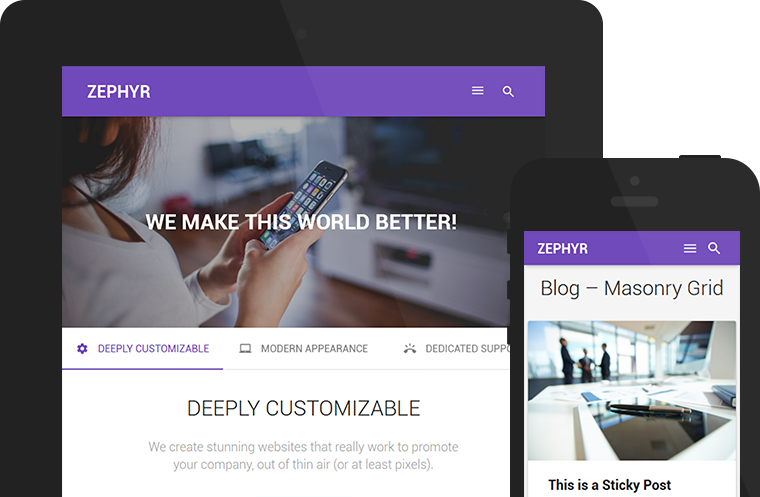 ZEPHYR
WE MAKE THIS WORLD BETTER!
DEEPLY CUSTOMIZABLE
MODERN APPEARANCE
DEDICATED SUPPO
DEEPLY CUSTOMIZABLE
We create stunning websites that really work to promote
your company, out of thin air (or at least pixels).
ZEPHYR
Blog – Masonry Grid
This is a Sticky Post